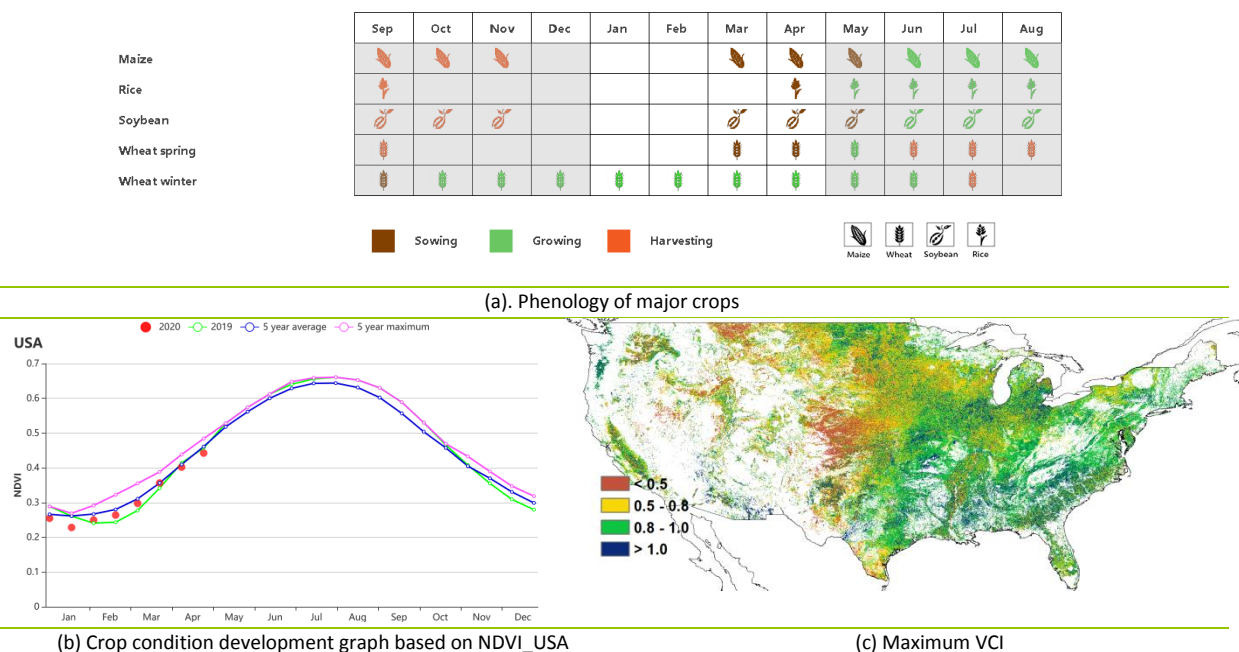 Sep Oct Nov Dec Jan Feb Mar Apr May Jun Jul Aug
Maize
Rice
Soybean
Wheat spring
Wheat winter
Sowing Growing Harvesting
Maize Wheat Soybean Rice
(a). Phenology of major crops
2020 2019 5 year average 5 year maximum
USA
0.7
0.6
0.5
0.4
0.3
0.2
0.1
0
NDVI
Jan Feb Mar Apr May Jun Jul Aug Sep Oct Nov Dec
< 0.5
0.5 - 0.8
0.8 - 1.0
> 1.0
(b) Crop condition development graph based on NDVI_USA
(c) Maximum VCI